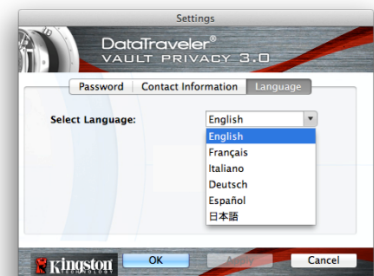 Settings
DataTraveler®
VAULT PRIVACY 3.0
Password Contact Information Language
Select Language: English
English
Français
Italiano
Deutsch
Español
日本語
Kingston
TECHNOLOGY
OK Cancel